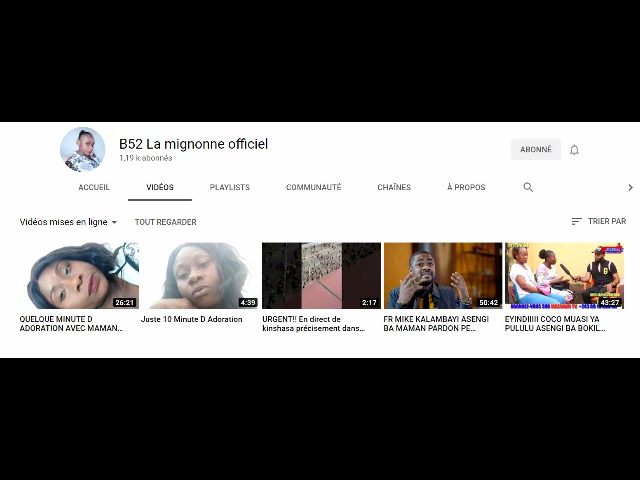 B52 La mignonne officiel
1,19 k abonnés
ABONNÉ
ACCUEIL VIDÉOS PLAYLISTS COMMUNAUTÉ CHAÎNES À PROPOS
Vidéos mises en ligne TOUT REGARDER TRIER PAR
26:21 4:39 2:17 50:42 43:27
QUELQUE MINUTE D
ADORATION AVEC MAMAN...
Juste 10 Minute D Adoration
URGENT!! En direct de
kinshasa précisement dans...
FR MIKE KALAMBAYI ASENGI
BA MAMAN PARDON PE...
EYINDIIIII COCO MUASI YA
PULULU ASENGI BA BOKIL...